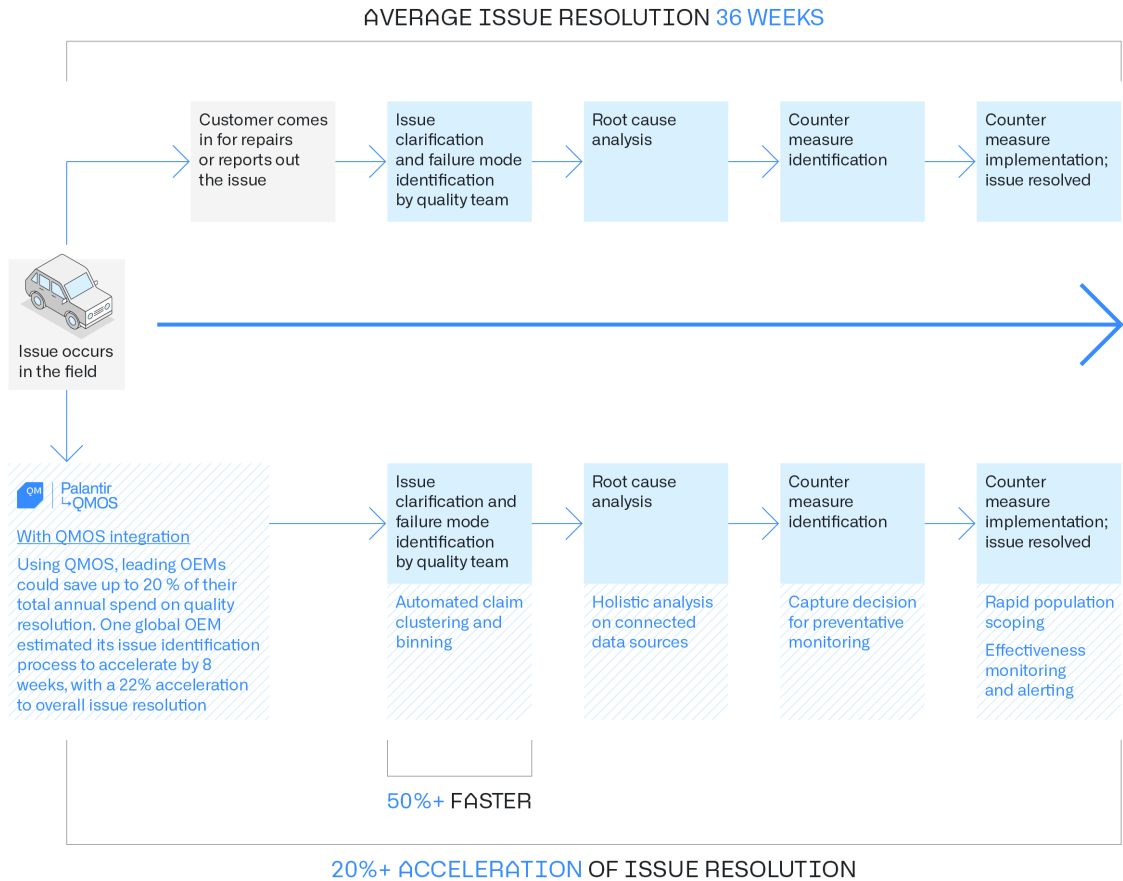 AVERAGE ISSUE RESOLUTION 36 WEEKS
Customer comes
in for repairs
or reports out
the issue
Issue
clarification
and failure mode
identification
by quality team
Root cause
analysis
Counter
measure
identification
Counter
measure
implementation;
issue resolved
Issue occurs
in the field
QM
Palantir
↳QMOS
With QMOS integration
Using QMOS, leading OEMs
could save up to 20 % of their
total annual spend on quality
resolution. One global OEM
estimated its issue identification
process to accelerate by 8
weeks, with a 22% acceleration
to overall issue resolution
Issue
clarification and
failure mode
identification
by quality team
Automated claim
clustering and
binning
Root cause
analysis
Holistic analysis
on connected
data sources
Counter
measure
identification
Capture decision
for preventative
monitoring
Counter
measure
implementation;
issue resolved
Rapid population
scoping
Effectiveness
monitoring
and alerting
50%+ FASTER
20%+ ACCELERATION OF ISSUE RESOLUTION